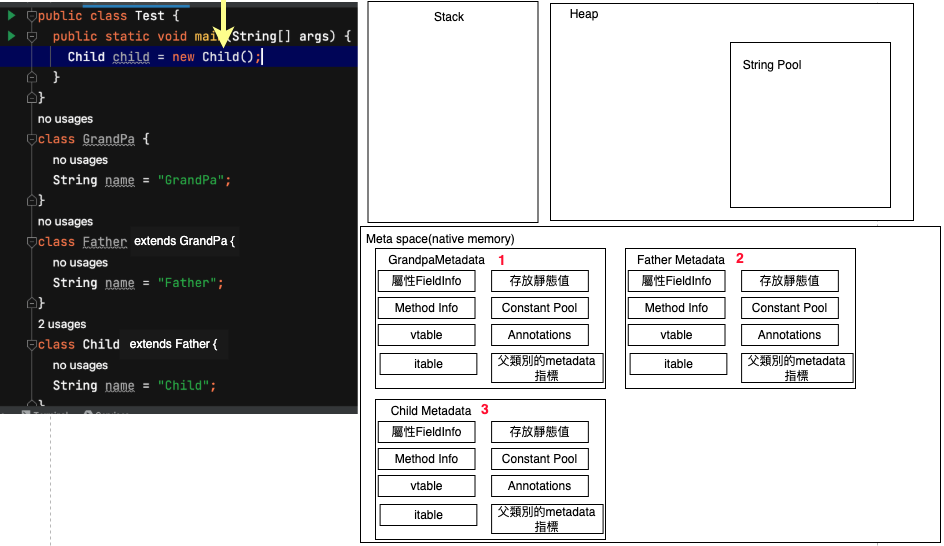 public class Test {
public static void main(String[] args) {
Child child = new Child();
}
}
no usages
class GrandPa {
no usages
String name = "GrandPa";
}
no usages
class Father extends GrandPa {
no usages
String name = "Father";
}
2 usages
class Child extends Father {
no usages
String name = "Child";
}
Stack
Heap
String Pool
Meta space(native memory)
GrandpaMetadata 1
屬性FieldInfo
存放靜態值
Method Info
Constant Pool
vtable
Annotations
itable
父類別的metadata
指標
Father Metadata 2
屬性FieldInfo
存放靜態值
Method Info
Constant Pool
vtable
Annotations
itable
父類別的metadata
指標
Child Metadata 3
屬性FieldInfo
存放靜態值
Method Info
Constant Pool
vtable
Annotations
itable
父類別的metadata
指標